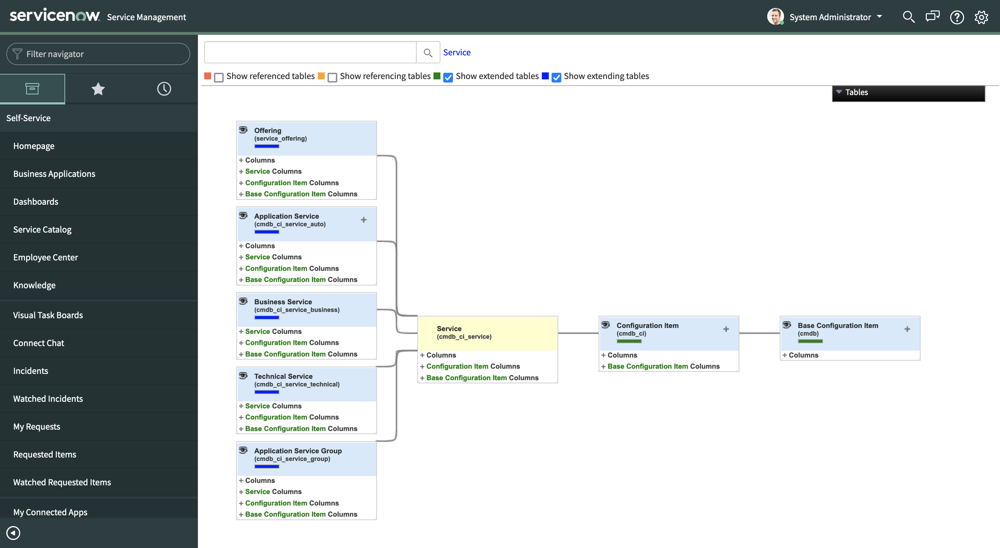 servicenow Service Management
System Administrator
Filter navigator
Self-Service
Homepage
Business Applications
Dashboards
Service Catalog
Employee Center
Knowledge
Visual Task Boards
Connect Chat
Incidents
Watched Incidents
My Requests
Requested Items
Watched Requested Items
My Connected Apps
Service
Show referenced tables Show referencing tables Show extended tables Show extending tables
Tables
Offering
(service_offering)
+ Columns
+ Service Columns
+ Configuration Item Columns
+ Base Configuration Item Columns
Application Service +
(cmdb_ci_service_auto)
+ Columns
+ Service Columns
+ Configuration Item Columns
+ Base Configuration Item Columns
Business Service
(cmdb_ci_service_business)
+ Service Columns
+ Configuration Item Columns
+ Base Configuration Item Columns
Technical Service
(cmdb_ci_service_technical)
+ Service Columns
+ Configuration Item Columns
+ Base Configuration Item Columns
Application Service Group
(cmdb_ci_service_group)
+ Columns
+ Service Columns
+ Configuration Item Columns
+ Base Configuration Item Columns
Service
(cmdb_ci_service)
+ Columns
+ Configuration Item Columns
+ Base Configuration Item Columns
Configuration Item +
(cmdb_ci)
+ Columns
+ Base Configuration Item Columns
Base Configuration Item +
(cmdb)
+ Columns